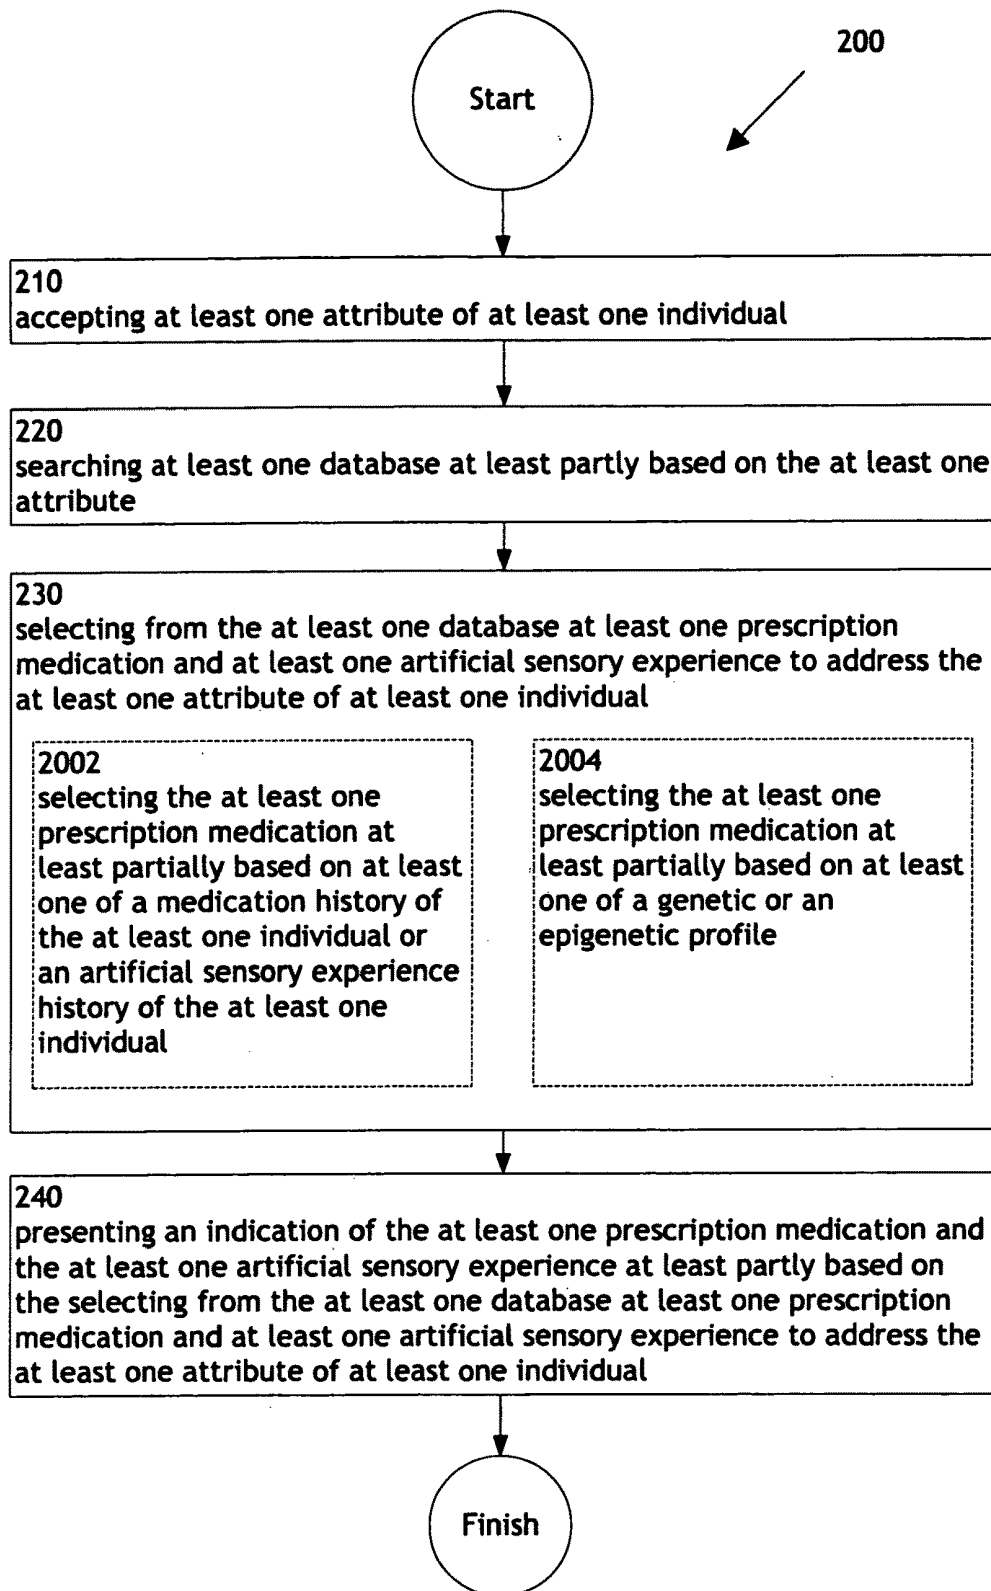 200
Start
210
accepting at least one attribute of at least one individual
220
searching at least one database at least partly based on the at least one
attribute
230
selecting from the at least one database at least one prescription
medication and at least one artificial sensory experience to address the
at least one attribute of at least one individual
2002
selecting the at least one
prescription medication at
least partially based on at least
one of a medication history of
the at least one individual or
an artificial sensory experience
history of the at least one
individual
2004
selecting the at least one
prescription medication at
least partially based on at least
one of a genetic or an
epigenetic profile
240
presenting an indication of the at least one prescription medication and
the at least one artificial sensory experience at least partly based on
the selecting from the at least one database at least one prescription
medication and at least one artificial sensory experience to address the
at least one attribute of at least one individual
Finish